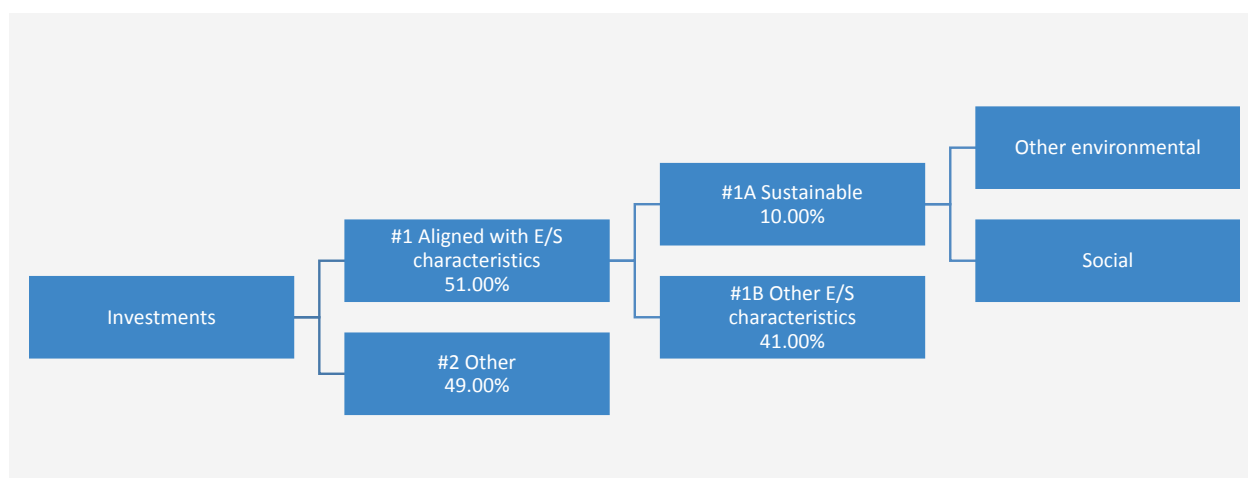 Investments
#1 Aligned with E/S
characteristics
51.00%
#2 Other
49.00%
#1A Sustainable
10.00%
#1B Other E/S
characteristics
41.00%
Other environmental
Social